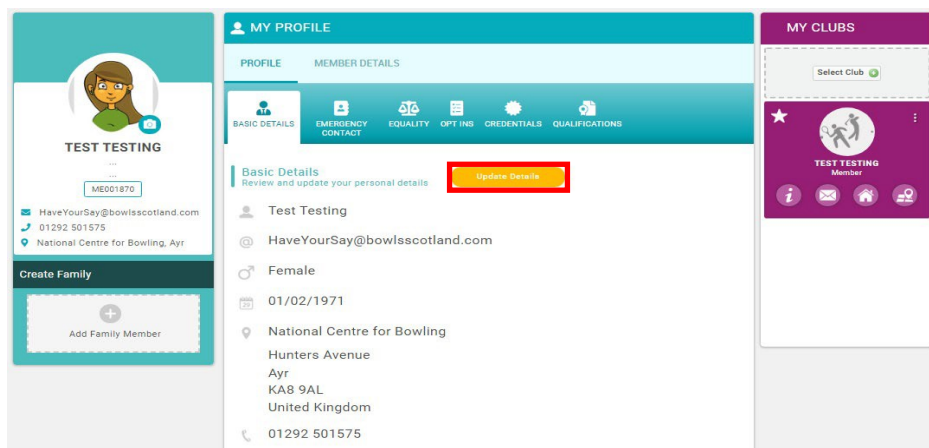 TEST TESTING
...
...
ME001870
HaveYourSay@bowlsscotland.com
01292 501575
National Centre for Bowling, Ayr
Create Family
Add Family Member
MY PROFILE
PROFILE MEMBER DETAILS
BASIC DETAILS EMERGENCY CONTACT EQUALITY OPT INS CREDENTIALS QUALIFICATIONS
Basic Details
Review and update your personal details
Update Details
Test Testing
HaveYourSay@bowlsscotland.com
Female
01/02/1971
National Centre for Bowling
Hunters Avenue
Ayr
KA8 9AL
United Kingdom
01292 501575
MY CLUBS
Select Club
TEST TESTING
Member